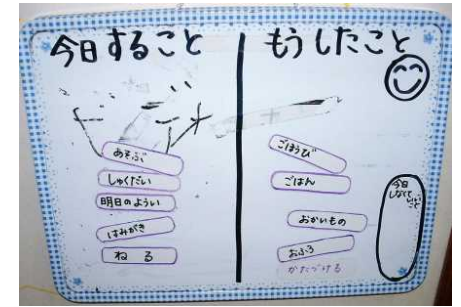 今日すること
あそぶ
しゅくだい
明日のようい
はみがき
ねる
もうしたこと
ごほうび
ごはん
おかいもの
おふろ
かたづける
今日